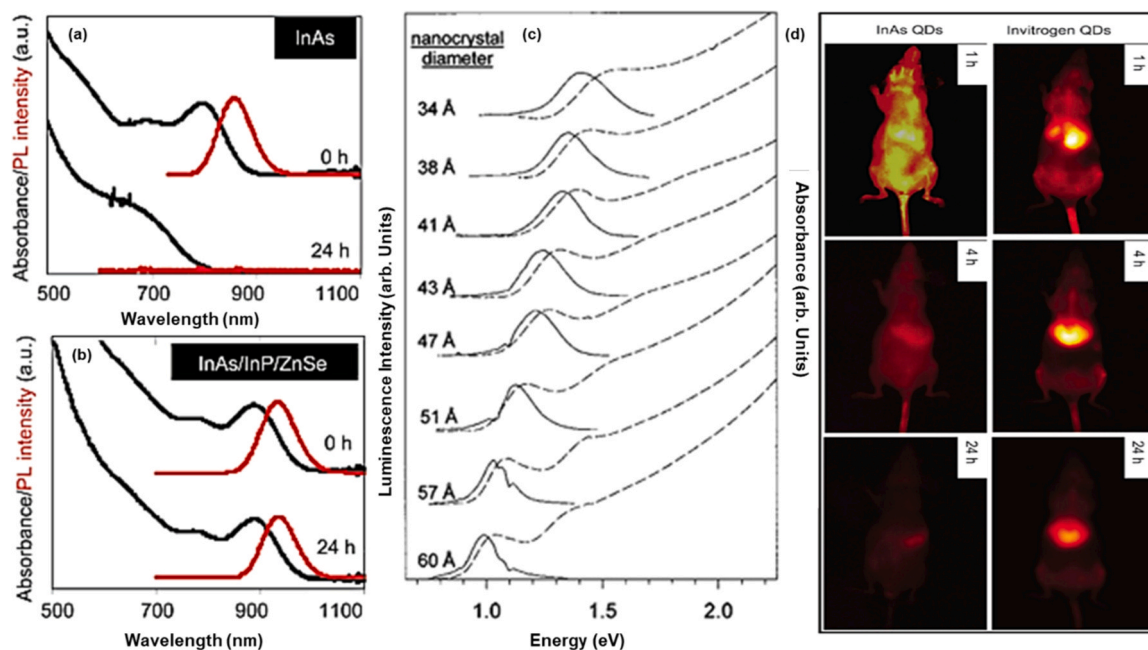 (a)
InAs
Absorbance/PL intensity (a.u.)
0 h
24 h
500 700 900 1100
Wavelength (nm)
(b)
InAs/InP/ZnSe
Absorbance/PL intensity (a.u.)
0 h
24 h
500 700 900 1100
Wavelength (nm)
(c)
nanocrystal
diameter
34 Å
38 Å
41 Å
43 Å
47 Å
51 Å
57 Å
60 Å
Luminescence Intensity (arb. Units)
Absorbance (arb. Units)
1.0 1.5 2.0
Energy (eV)
(d)
InAs QDs Invitrogen QDs
1 h 1 h
4 h 4 h
24 h 24 h